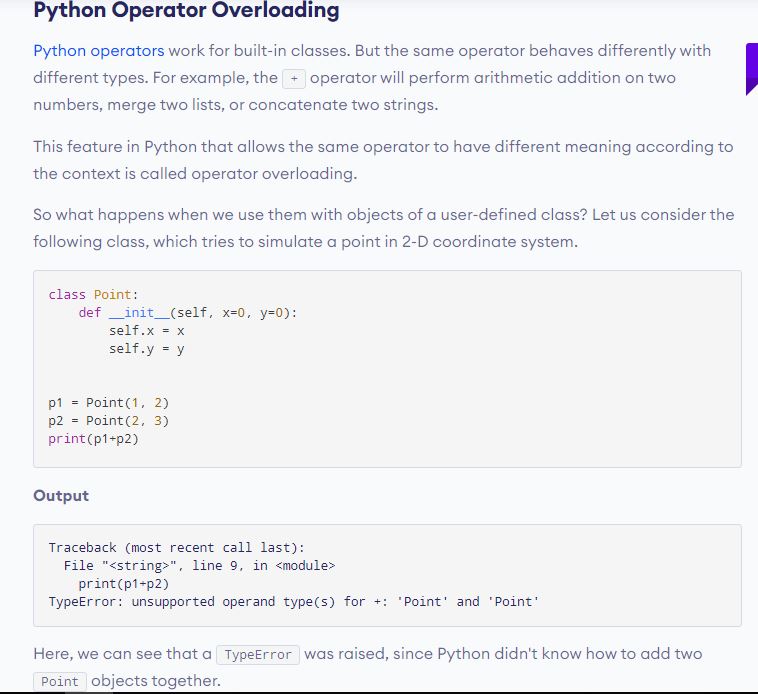 Python Operator Overloading
Python operators work for built-in classes. But the same operator behaves differently with
different types. For example, the + operator will perform arithmetic addition on two
numbers, merge two lists, or concatenate two strings.
This feature in Python that allows the same operator to have different meaning according to
the context is called operator overloading.
So what happens when we use them with objects of a user-defined class? Let us consider the
following class, which tries to simulate a point in 2-D coordinate system.
class Point:
    def __init__(self, x=0, y=0):
        self.x = x
        self.y = y
p1 = Point(1, 2)
p2 = Point(2, 3)
print(p1+p2)
Output
Traceback (most recent call last):
  File "<string>", line 9, in <module>
    print(p1+p2)
TypeError: unsupported operand type(s) for +: 'Point' and 'Point'
Here, we can see that a TypeError was raised, since Python didn't know how to add two
Point objects together.